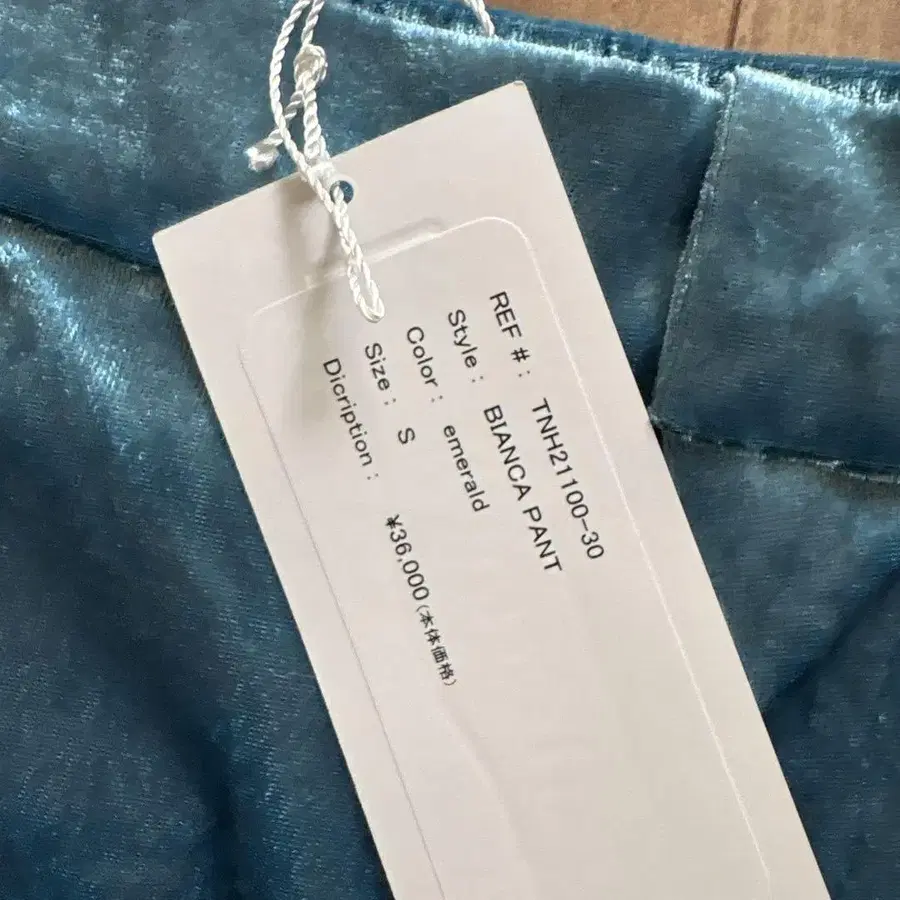 REF #: TNH21100-30
Style: BIANCA PANT
Color: emerald
Size: S
Dicription:
¥36,000(本体価格)